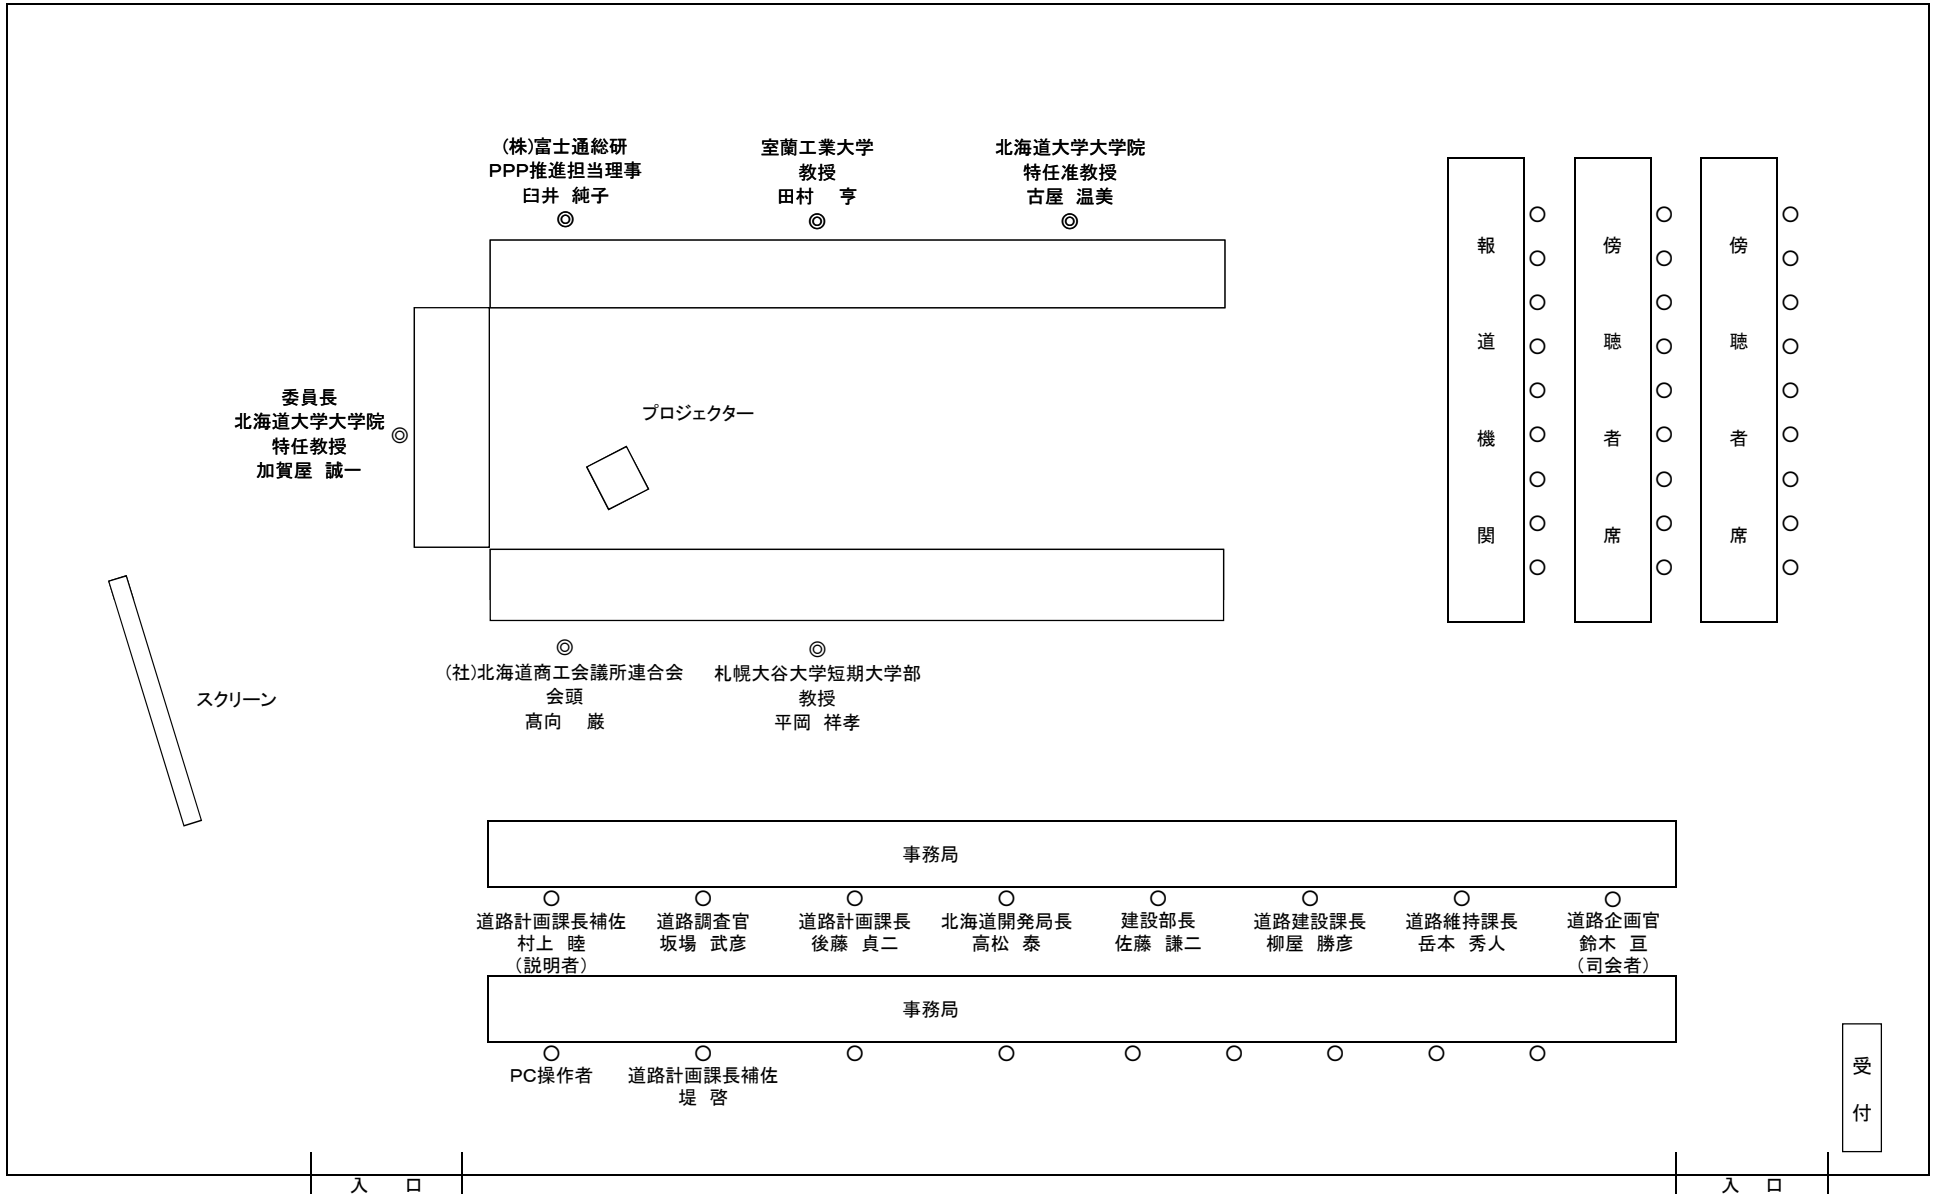 (株)富士通総研
PPP推進担当理事
臼井 純子
室蘭工業大学
教授
田村 亨
北海道大学大学院
特任准教授
古屋 温美
報道機関
傍聴者席
傍聴者席
委員長
北海道大学大学院
特任教授
加賀屋 誠一
プロジェクター
スクリーン
(社)北海道商工会議所連合会
会頭
髙向 巌
札幌大谷大学短期大学部
教授
平岡 祥孝
事務局
道路計画課長補佐
村上 睦
(説明者)
道路調査官
坂場 武彦
道路計画課長
後藤 貞二
北海道開発局長
高松 泰
建設部長
佐藤 謙二
道路建設課長
柳屋 勝彦
道路維持課長
岳本 秀人
道路企画官
鈴木 亘
(司会者)
事務局
PC操作者
道路計画課長補佐
堤 啓
受付
入 口
入 口